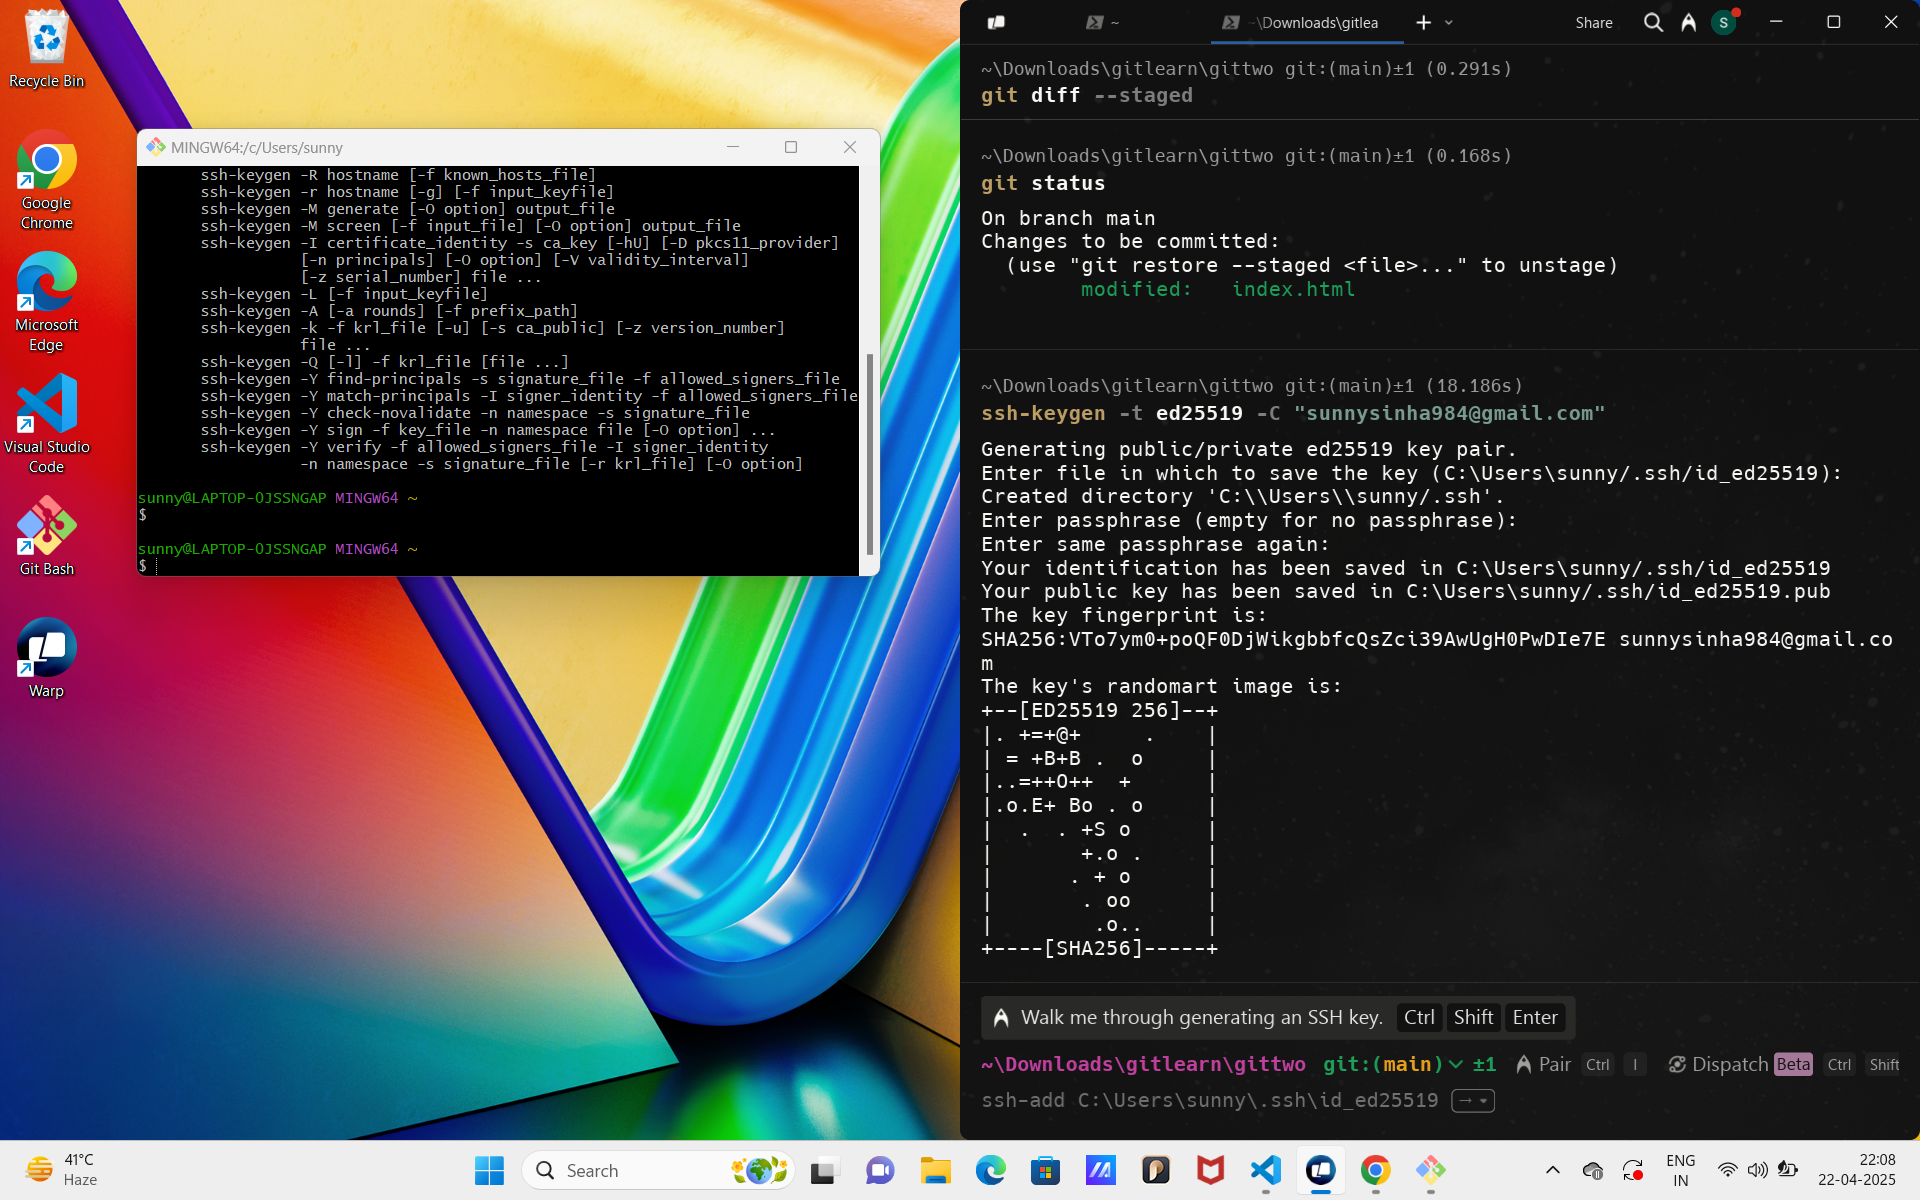 Recycle Bin
Google
Chrome
Microsoft
Edge
Visual Studio
Code
Git Bash
Warp
MINGW64:/c/Users/sunny
ssh-keygen -R hostname [-f known_hosts_file]
ssh-keygen -r hostname [-g] [-f input_keyfile]
ssh-keygen -M generate [-O option] output_file
ssh-keygen -M screen [-f input_file] [-O option] output_file
ssh-keygen -I certificate_identity -s ca_key [-hU] [-D pkcs11_provider]
[-n principals] [-O option] [-V validity_interval]
[-z serial_number] file ...
ssh-keygen -L [-f input_keyfile]
ssh-keygen -A [-a rounds] [-f prefix_path]
ssh-keygen -k -f krl_file [-u] [-s ca_public] [-z version_number]
file ...
ssh-keygen -Q [-l] -f krl_file [file ...]
ssh-keygen -Y find-principals -s signature_file -f allowed_signers_file
ssh-keygen -Y match-principals -I signer_identity -f allowed_signers_file
ssh-keygen -Y check-novalidate -n namespace -s signature_file
ssh-keygen -Y sign -f key_file -n namespace file [-O option] ...
ssh-keygen -Y verify -f allowed_signers_file -I signer_identity
-n namespace -s signature_file [-r krl_file] [-O option]
sunny@LAPTOP-OJSSNGAP MINGW64 ~
$
sunny@LAPTOP-OJSSNGAP MINGW64 ~
$
~
~\Downloads\gitlea
Share
S
~\Downloads\gitlearn\gittwo git:(main)±1 (0.291s)
git diff --staged
~\Downloads\gitlearn\gittwo git:(main)±1 (0.168s)
git status
On branch main
Changes to be committed:
(use "git restore --staged <file>..." to unstage)
modified:   index.html
~\Downloads\gitlearn\gittwo git:(main)±1 (18.186s)
ssh-keygen -t ed25519 -C "sunnysinha984@gmail.com"
Generating public/private ed25519 key pair.
Enter file in which to save the key (C:\Users\sunny/.ssh/id_ed25519):
Created directory 'C:\\Users\\sunny/.ssh'.
Enter passphrase (empty for no passphrase):
Enter same passphrase again:
Your identification has been saved in C:\Users\sunny/.ssh/id_ed25519
Your public key has been saved in C:\Users\sunny/.ssh/id_ed25519.pub
The key fingerprint is:
SHA256:VTo7ym0+poQF0DjWikgbbfcQsZci39AwUgH0PwDIe7E sunnysinha984@gmail.co
m
The key's randomart image is:
+--[ED25519 256]--+
|. +=+@+     .    |
| = +B+B .  o     |
|..=++O++  +      |
|.o.E+ Bo . o     |
|  .  . +S o      |
|       +.o .     |
|      . + o      |
|       . oo      |
|        .o..     |
+----[SHA256]-----+
Walk me through generating an SSH key. Ctrl Shift Enter
~\Downloads\gitlearn\gittwo git:(main) ±1 Pair Ctrl I Dispatch Beta Ctrl Shift
ssh-add C:\Users\sunny\.ssh\id_ed25519
41°C
Haze
Search
ENG
IN
22:08
22-04-2025